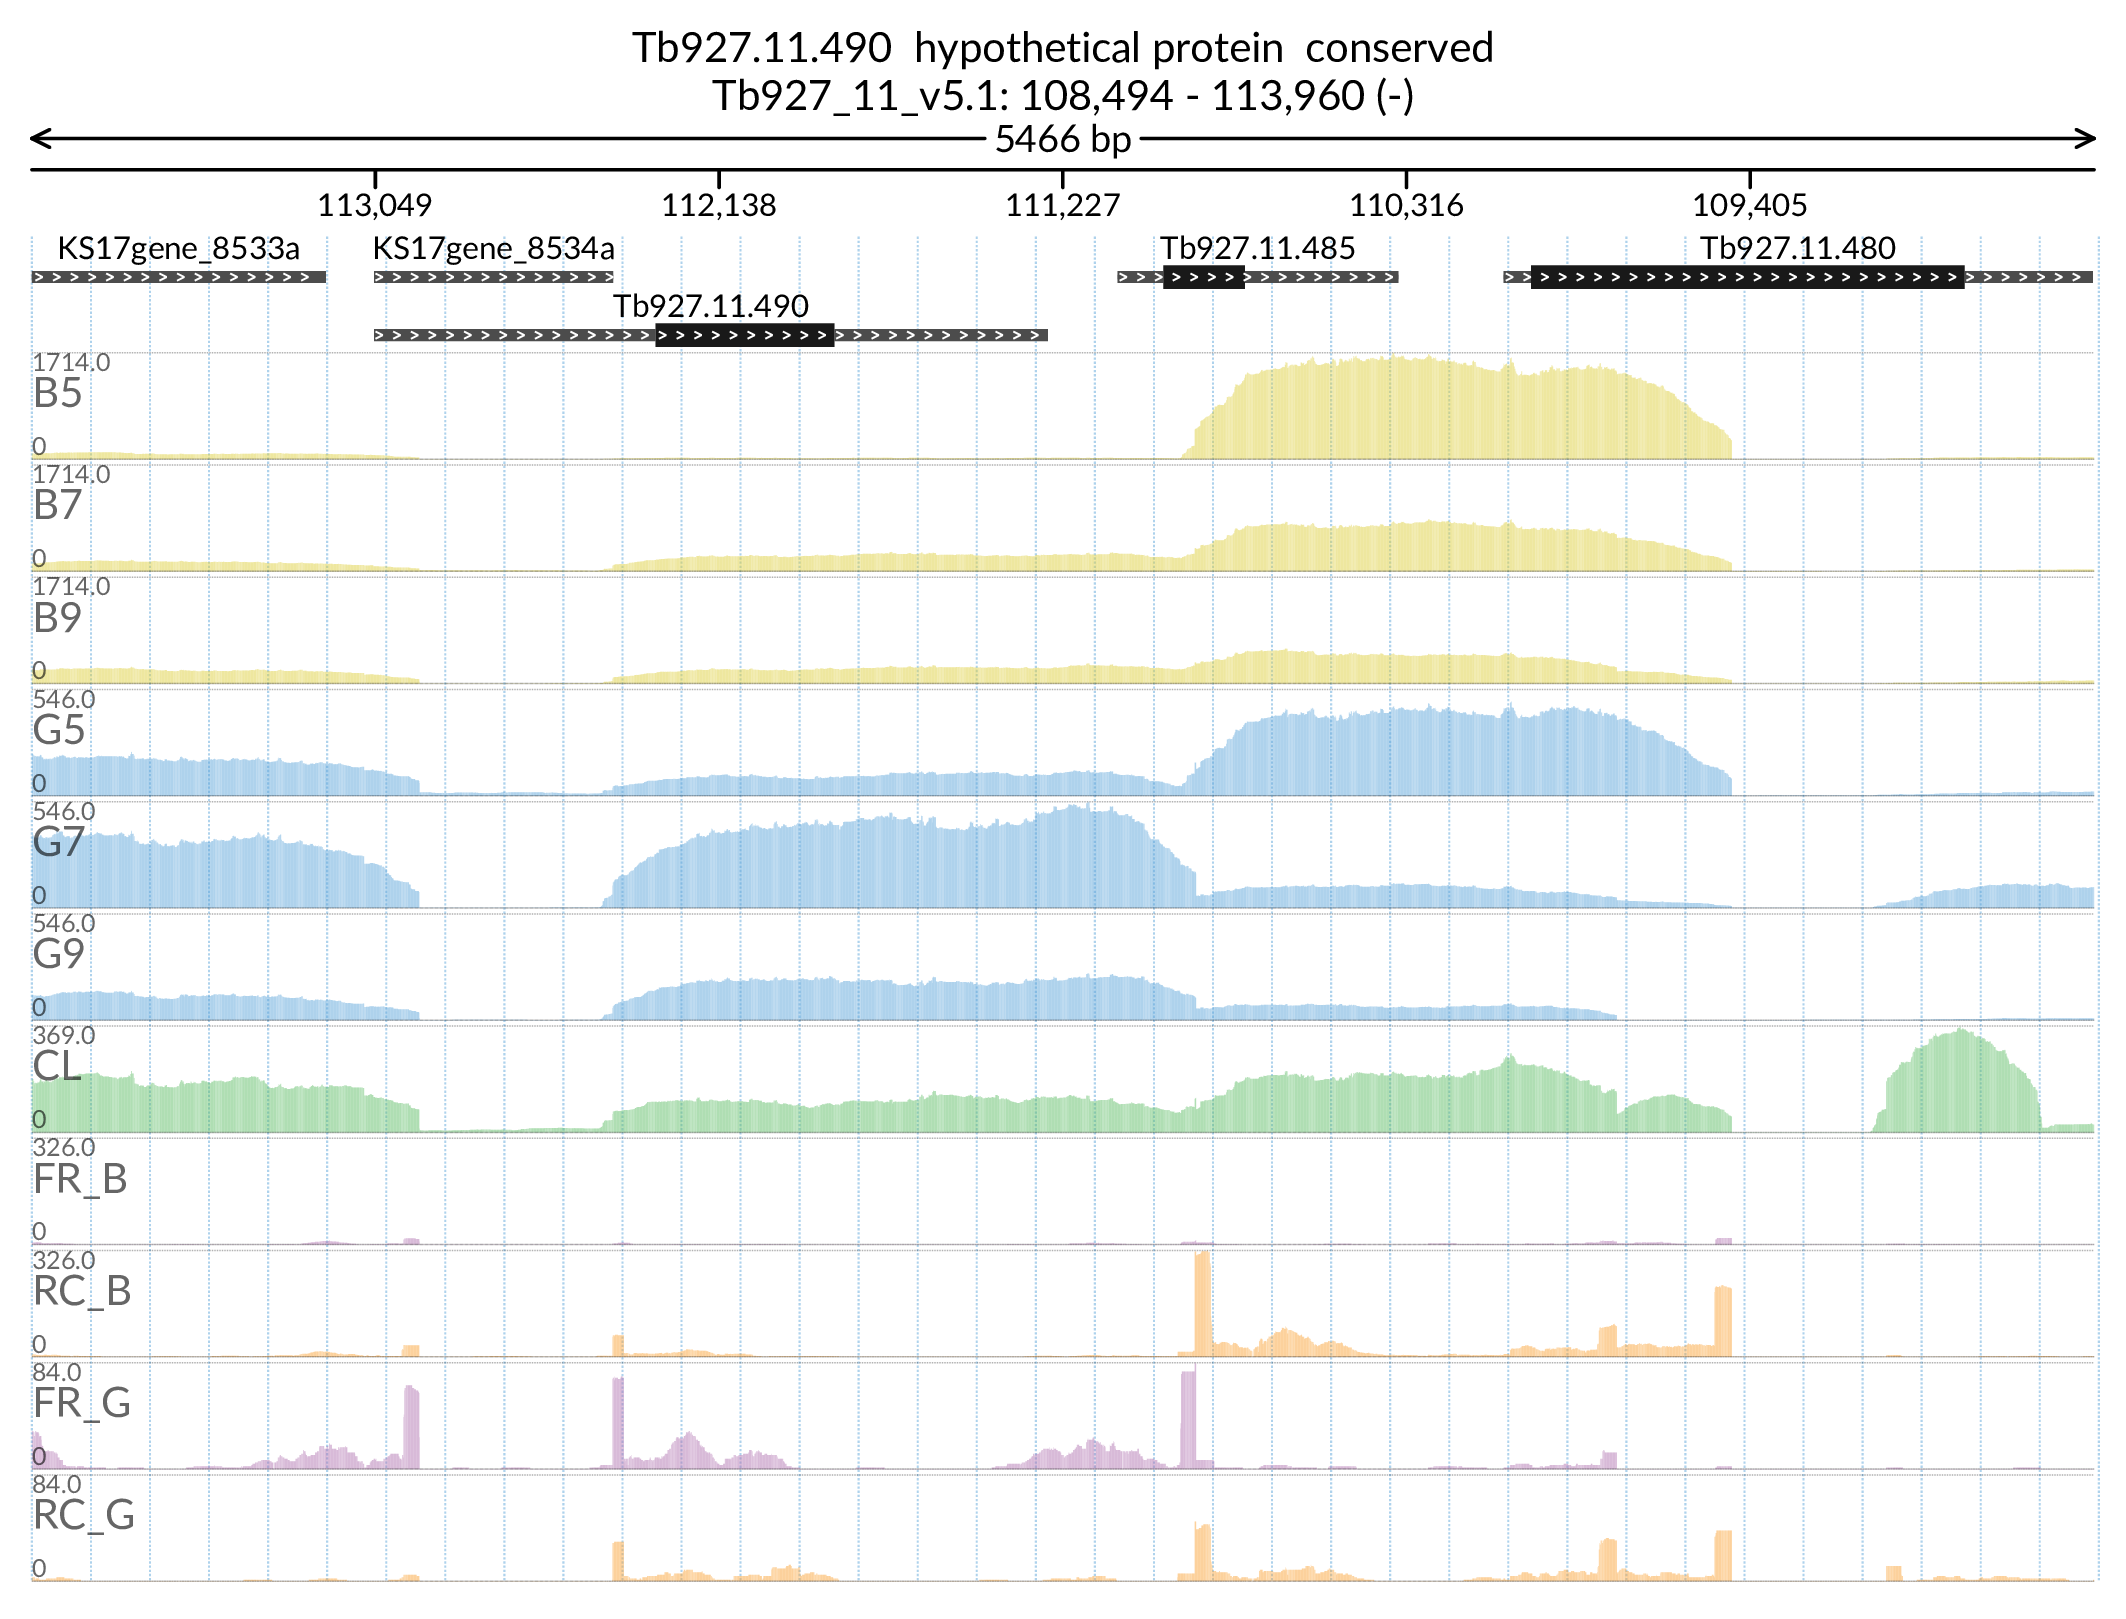 Tb927.11.490  hypothetical protein  conserved
Tb927_11_v5.1: 108,494 - 113,960 (-)
5466 bp
113,049 112,138 111,227 110,316 109,405
KS17gene_8533a KS17gene_8534a Tb927.11.485 Tb927.11.480
Tb927.11.490
1714.0
B5
0
1714.0
B7
0
1714.0
B9
0
546.0
G5
0
546.0
G7
0
546.0
G9
0
369.0
CL
0
326.0
FR_B
0
326.0
RC_B
0
84.0
FR_G
0
84.0
RC_G
0